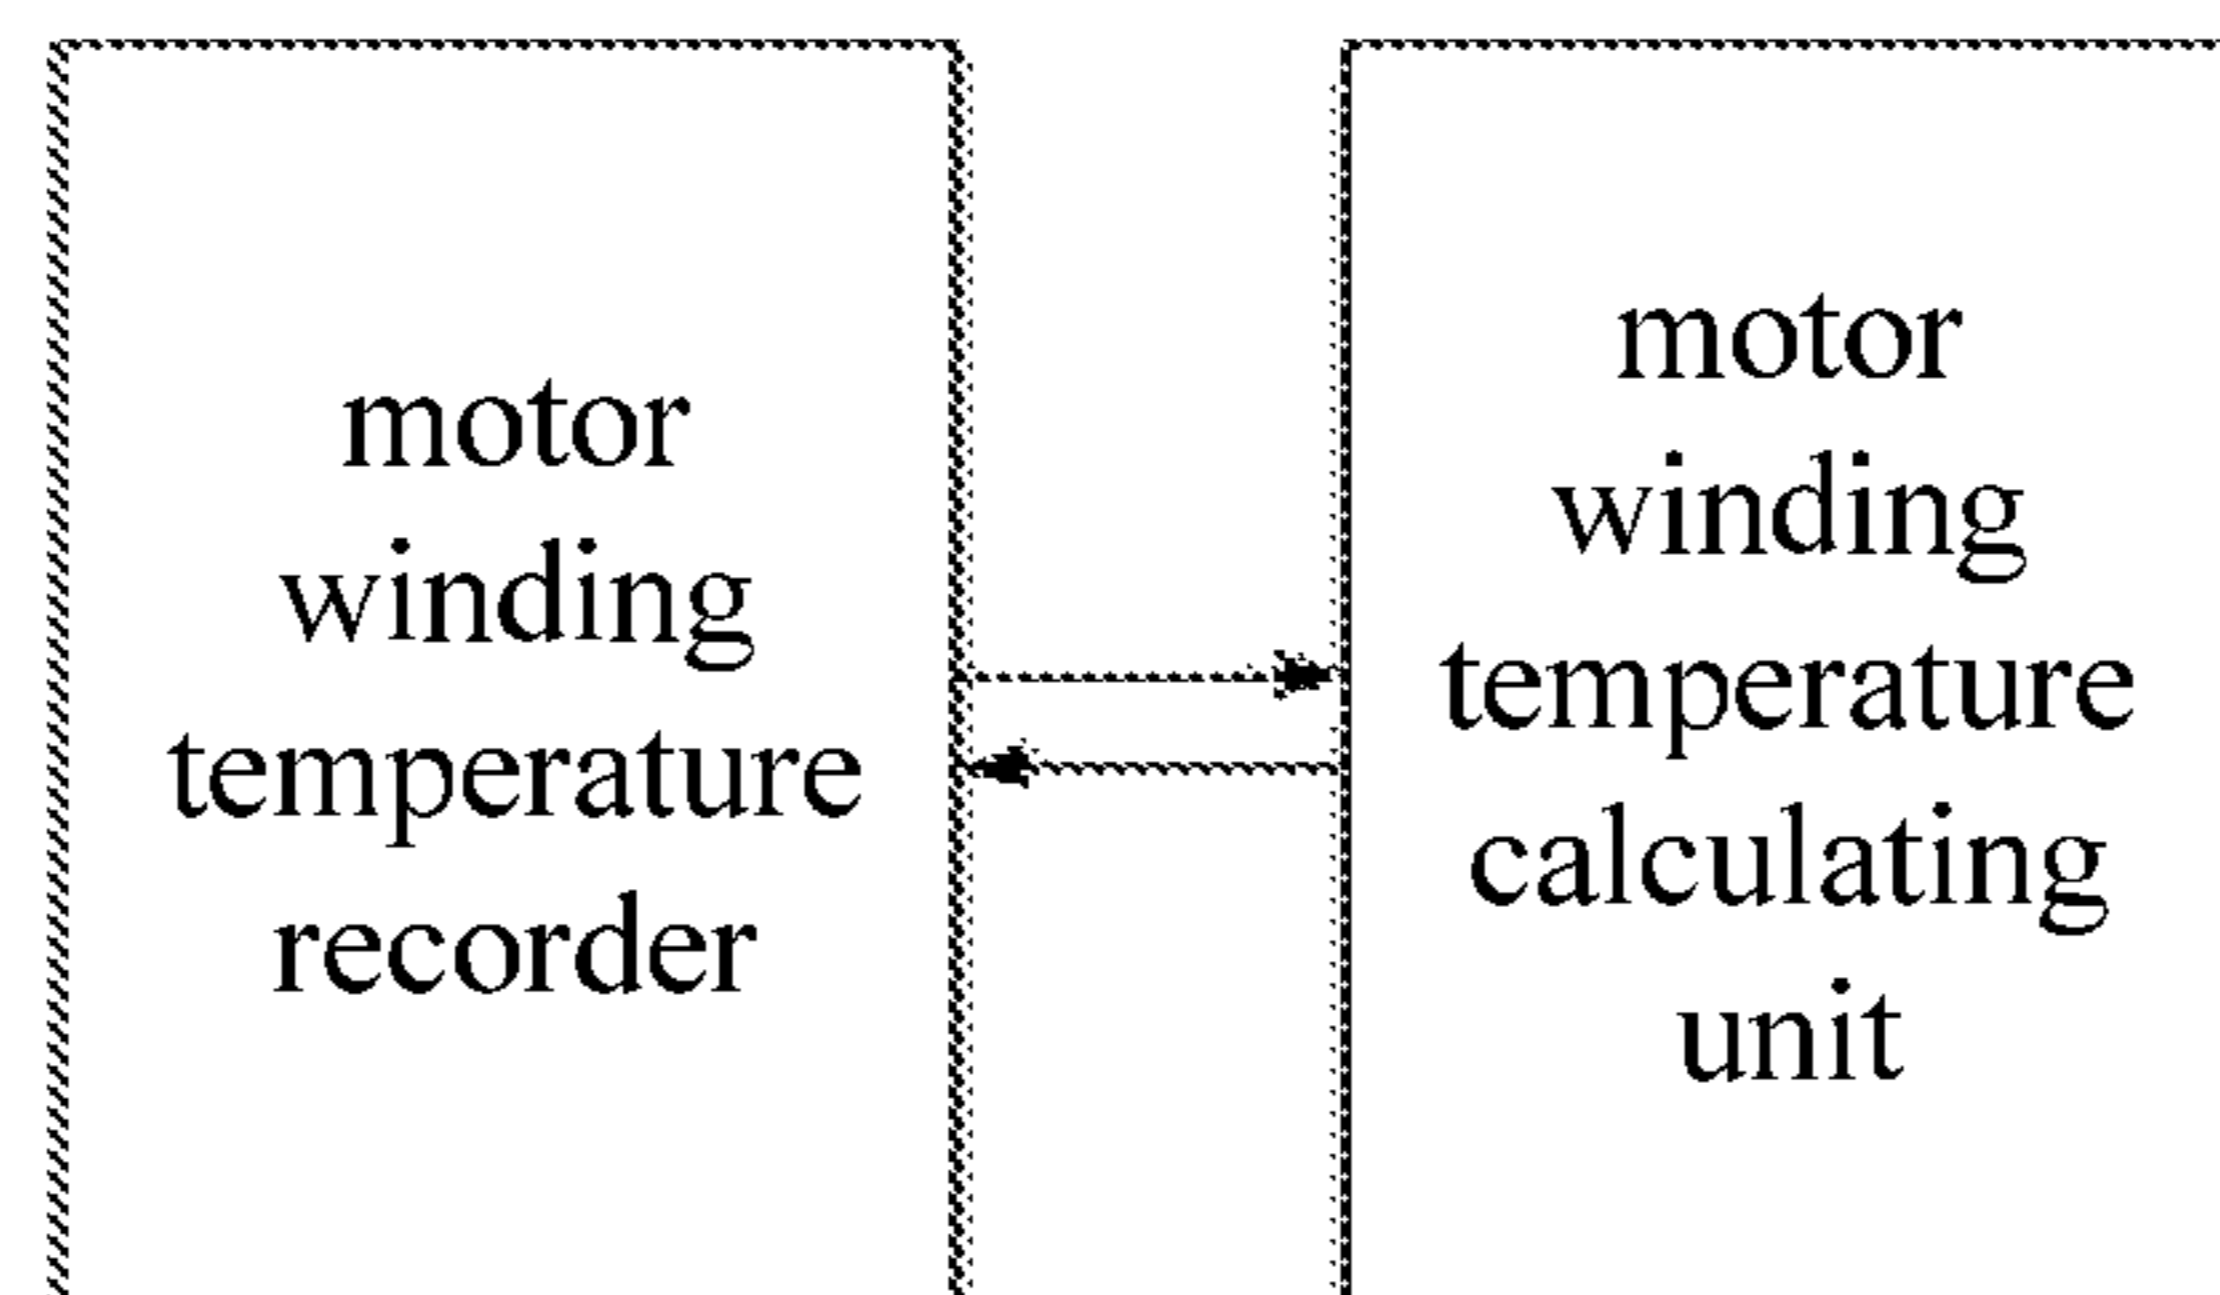 motor
winding
temperature
recorder
motor
winding
temperature
calculating
unit